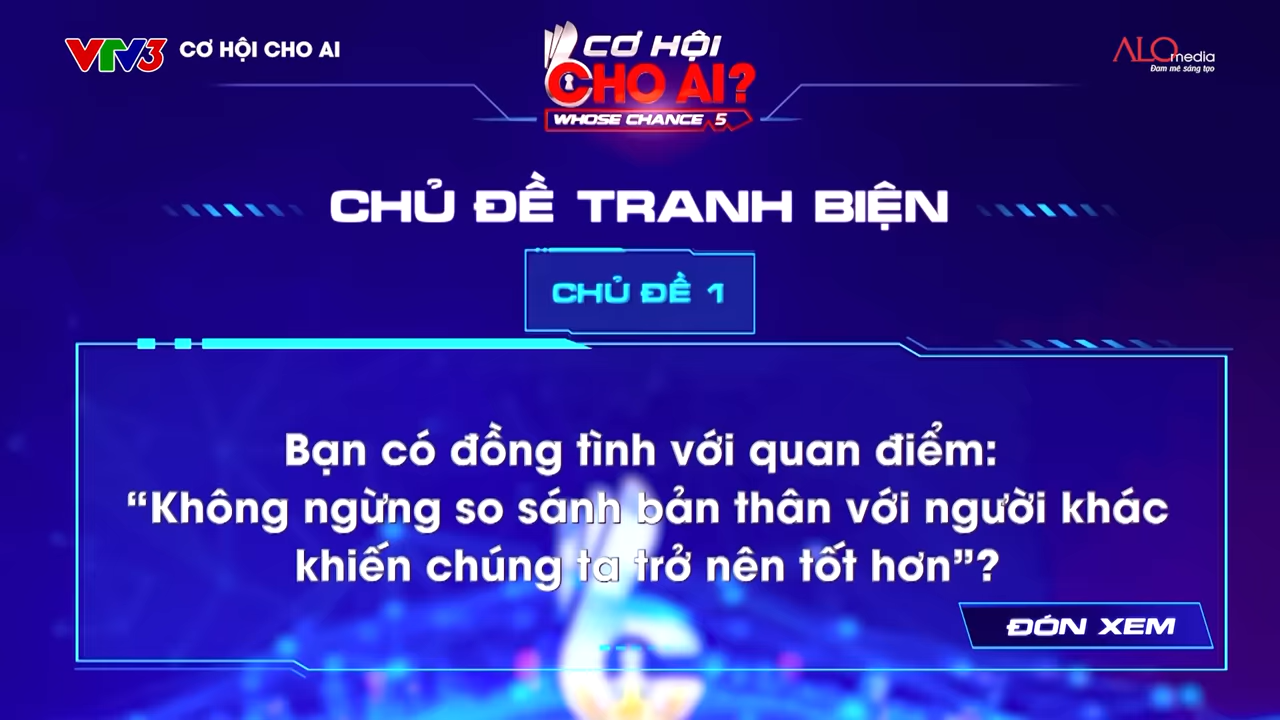 VTV3 CƠ HỘI CHO AI
CƠ HỘI
CHO AI?
WHOSE CHANCE 5
ALO media
Đam mê sáng tạo
CHỦ ĐỀ TRANH BIỆN
CHỦ ĐỀ 1
Bạn có đồng tình với quan điểm:
“Không ngừng so sánh bản thân với người khác
khiến chúng ta trở nên tốt hơn”?
ĐÓN XEM